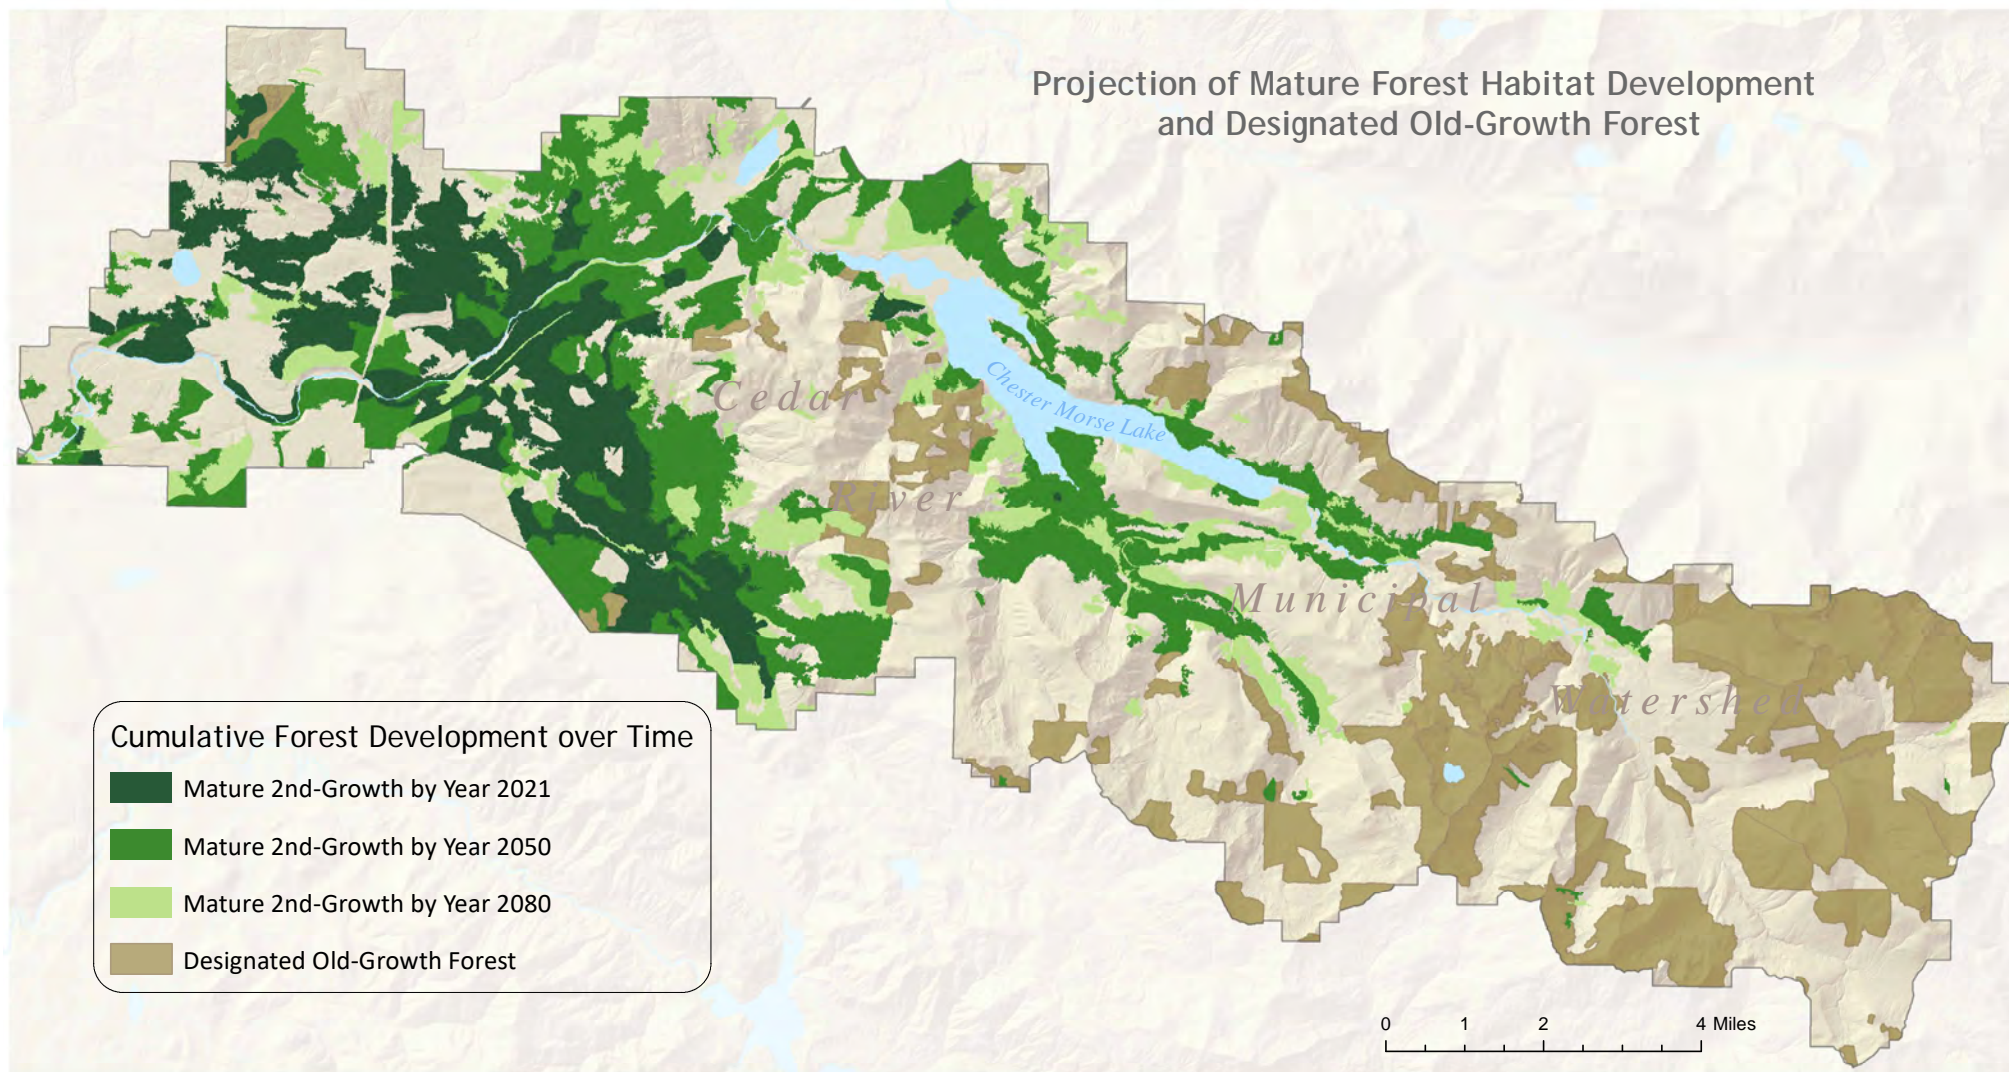 Projection of Mature Forest Habitat Development
and Designated Old-Growth Forest
Cedar
River
Municipal
Watershed
Chester Morse Lake
Cumulative Forest Development over Time
Mature 2nd-Growth by Year 2021
Mature 2nd-Growth by Year 2050
Mature 2nd-Growth by Year 2080
Designated Old-Growth Forest
0 1 2 4 Miles